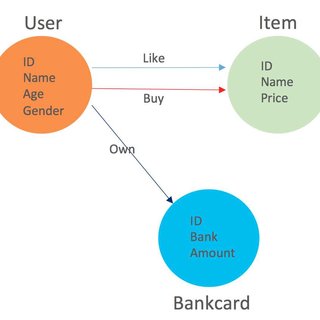 User
Item
ID
Name
Age
Gender
Like
Buy
ID
Name
Price
Own
ID
Bank
Amount
Bankcard